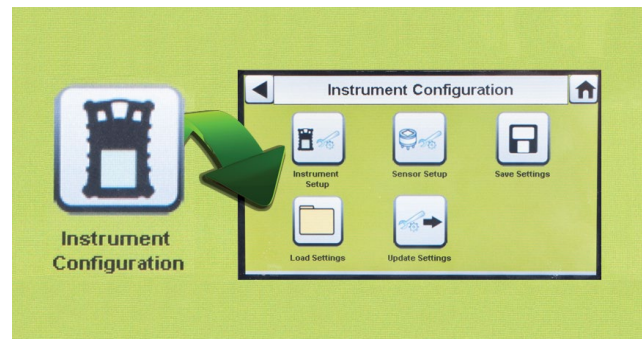 Instrument
Configuration
Instrument Configuration
Instrument
Setup
Sensor Setup
Save Settings
Load Settings
Update Settings